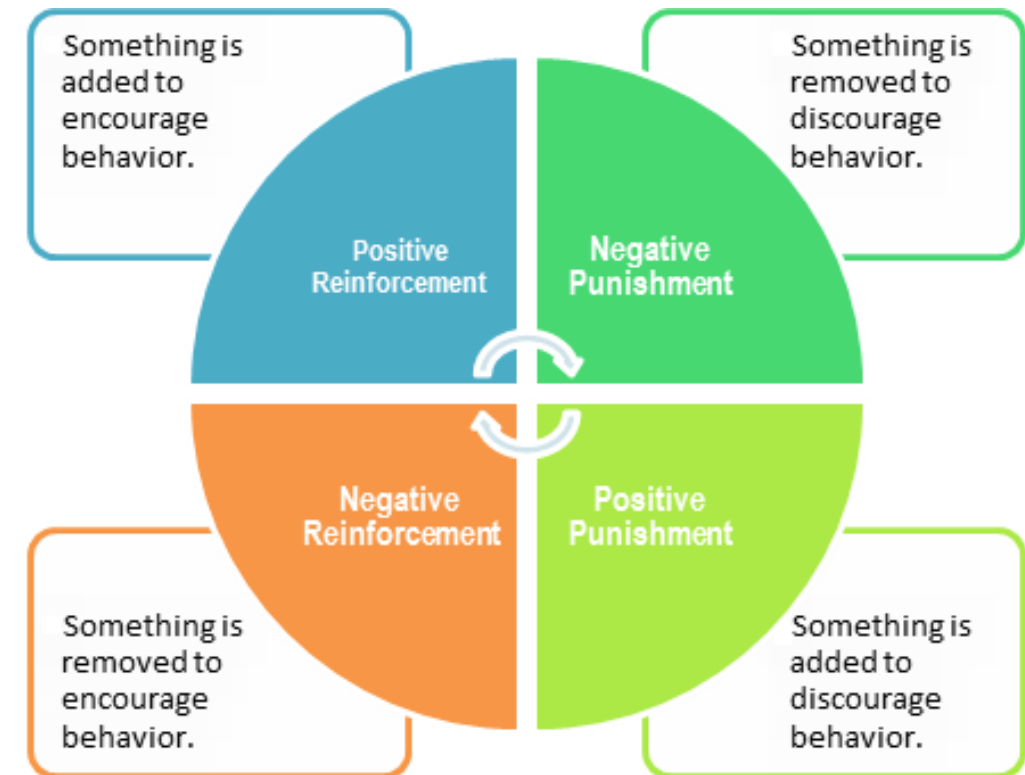 Something is
added to
encourage
behavior.
Something is
removed to
discourage
behavior.
Positive
Reinforcement
Negative
Punishment
Negative
Reinforcement
Positive
Punishment
Something is
removed to
encourage
behavior.
Something is
added to
discourage
behavior.